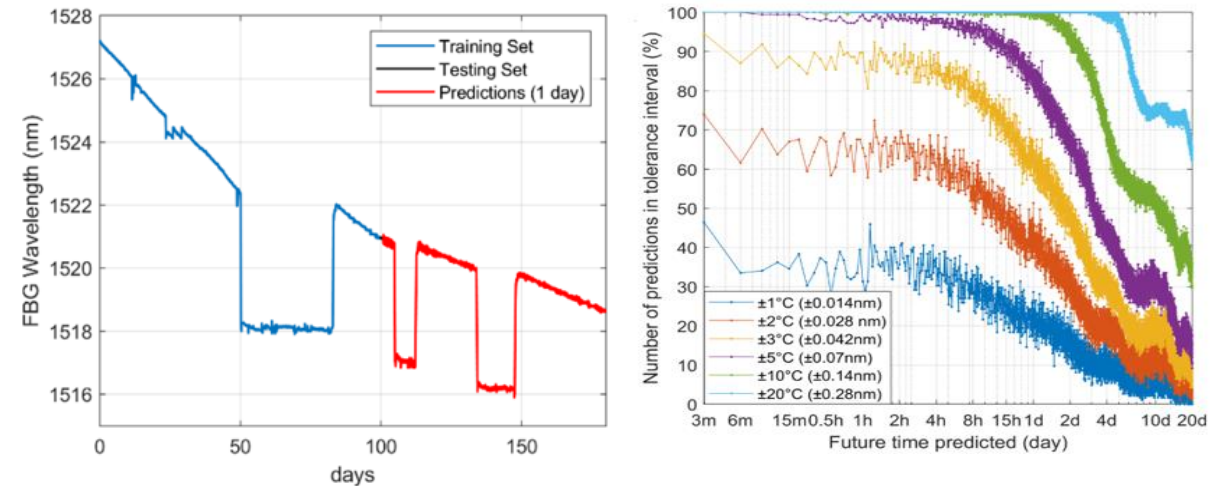 FBG Wavelength (nm)
1528
1526
1524
1522
1520
1518
1516
0
50
100
150
days
Training Set
Testing Set
Predictions (1 day)
Number of predictions in tolerance interval (%)
100
90
80
70
60
50
40
30
20
10
0
±1°C (±0.014nm)
±2°C (±0.028 nm)
±3°C (±0.042nm)
±5°C (±0.07nm)
±10°C (±0.14nm)
±20°C (±0.28nm)
3m 6m 15m 0.5h 1h 2h 4h 8h 15h 1d 2d 4d 10d 20d
Future time predicted (day)